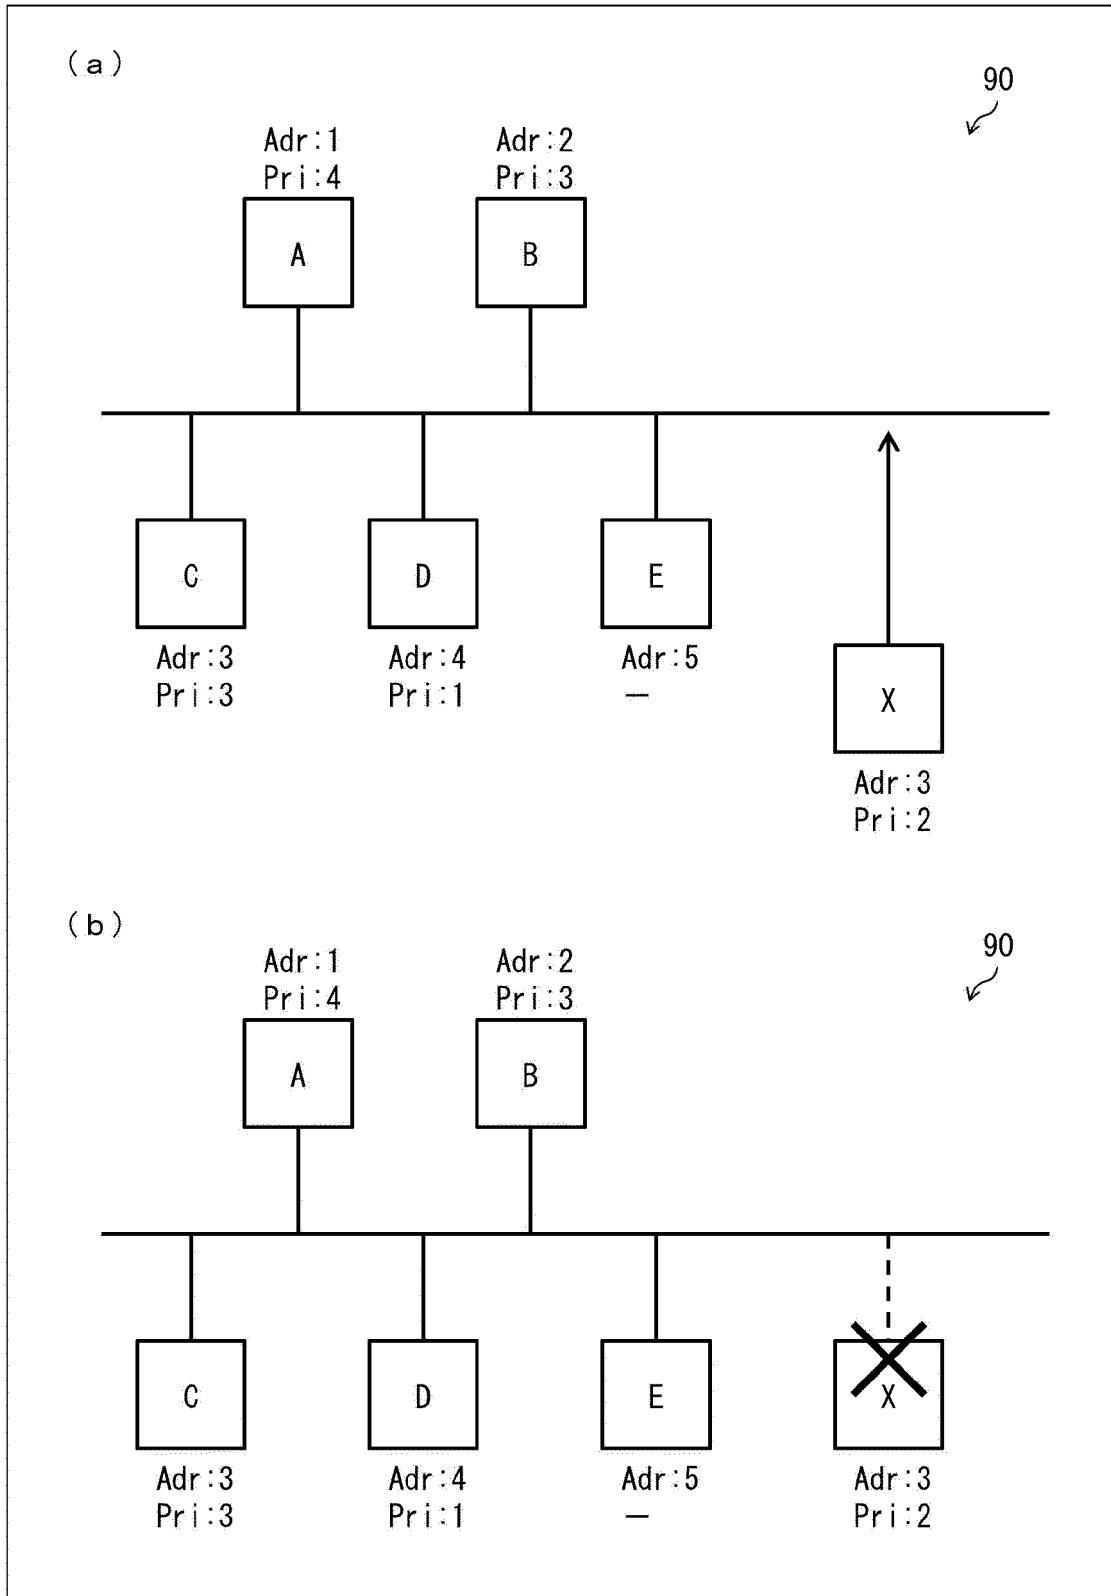 (a)
90
Adr:1
Pri:4
Adr:2
Pri:3
A
B
C
D
E
Adr:3
Pri:3
Adr:4
Pri:1
Adr:5
—
X
Adr:3
Pri:2
(b)
90
Adr:1
Pri:4
Adr:2
Pri:3
A
B
C
D
E
X
Adr:3
Pri:3
Adr:4
Pri:1
Adr:5
—
Adr:3
Pri:2